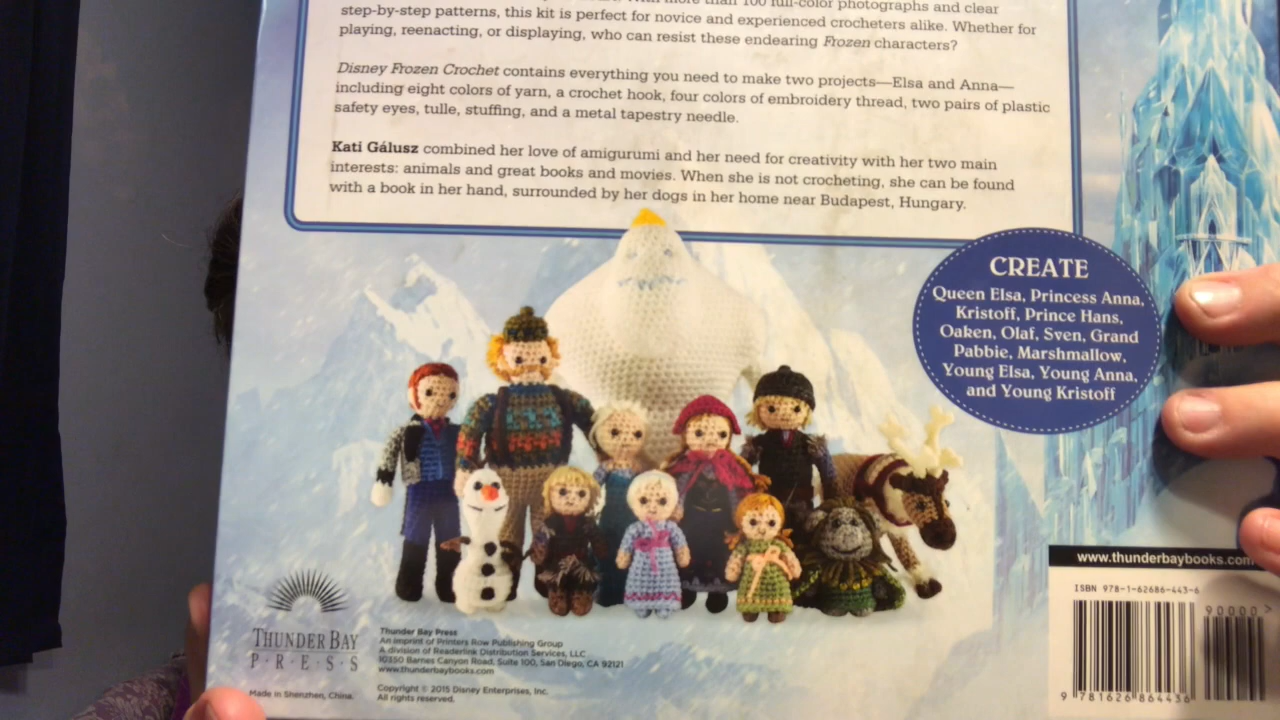 With more than 100 full-color photographs and clear
step-by-step patterns, this kit is perfect for novice and experienced crocheters alike. Whether for
playing, reenacting, or displaying, who can resist these endearing Frozen characters?
Disney Frozen Crochet contains everything you need to make two projects—Elsa and Anna—
including eight colors of yarn, a crochet hook, four colors of embroidery thread, two pairs of plastic
safety eyes, tulle, stuffing, and a metal tapestry needle.
Kati Gálusz combined her love of amigurumi and her need for creativity with her two main
interests: animals and great books and movies. When she is not crocheting, she can be found
with a book in her hand, surrounded by her dogs in her home near Budapest, Hungary.
CREATE
Queen Elsa, Princess Anna,
Kristoff, Prince Hans,
Oaken, Olaf, Sven, Grand
Pabbie, Marshmallow,
Young Elsa, Young Anna,
and Young Kristoff
THUNDER BAY
P·R·E·S·S
Made in Shenzhen, China.
Thunder Bay Press
An imprint of Printers Row Publishing Group
A division of Readerlink Distribution Services, LLC
10350 Barnes Canyon Road, Suite 100, San Diego, CA 92121
www.thunderbaybooks.com
Copyright © 2015 Disney Enterprises, Inc.
All rights reserved.
www.thunderbaybooks.com
ISBN 978-1-62686-443-6
90000>
9 781626 864436